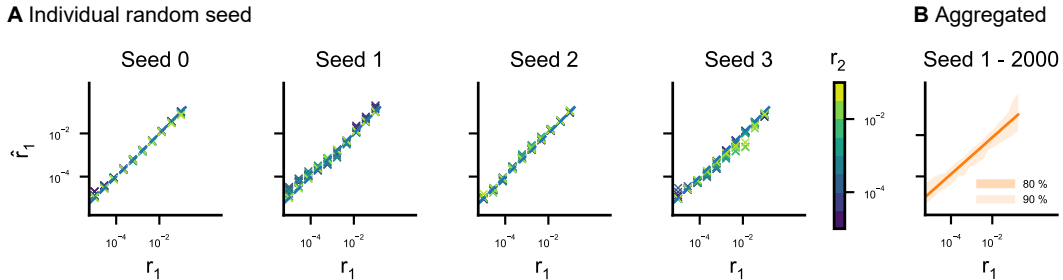 A Individual random seed
B Aggregated
Seed 0
Seed 1
Seed 2
Seed 3
r₂
Seed 1 - 2000
r̂₁
10⁻²
10⁻⁴
10⁻²
10⁻⁴
80 %
90 %
10⁻⁴ 10⁻²
10⁻⁴ 10⁻²
10⁻⁴ 10⁻²
10⁻⁴ 10⁻²
10⁻⁴ 10⁻²
r₁
r₁
r₁
r₁
r₁